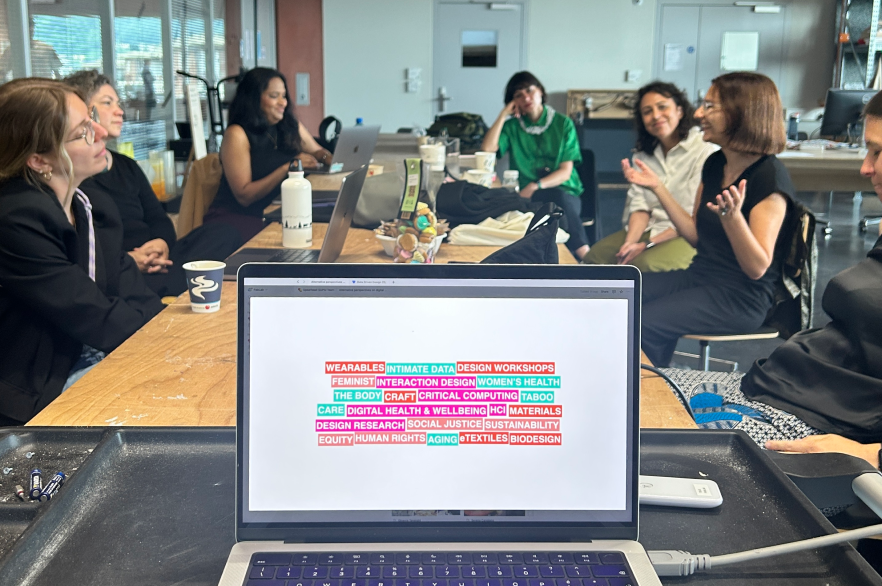 WEARABLES INTIMATE DATA DESIGN WORKSHOPS
FEMINIST INTERACTION DESIGN WOMEN'S HEALTH
THE BODY CRAFT CRITICAL COMPUTING TABOO
CARE DIGITAL HEALTH & WELLBEING HCI MATERIALS
DESIGN RESEARCH SOCIAL JUSTICE SUSTAINABILITY
EQUITY HUMAN RIGHTS AGING eTEXTILES BIODESIGN